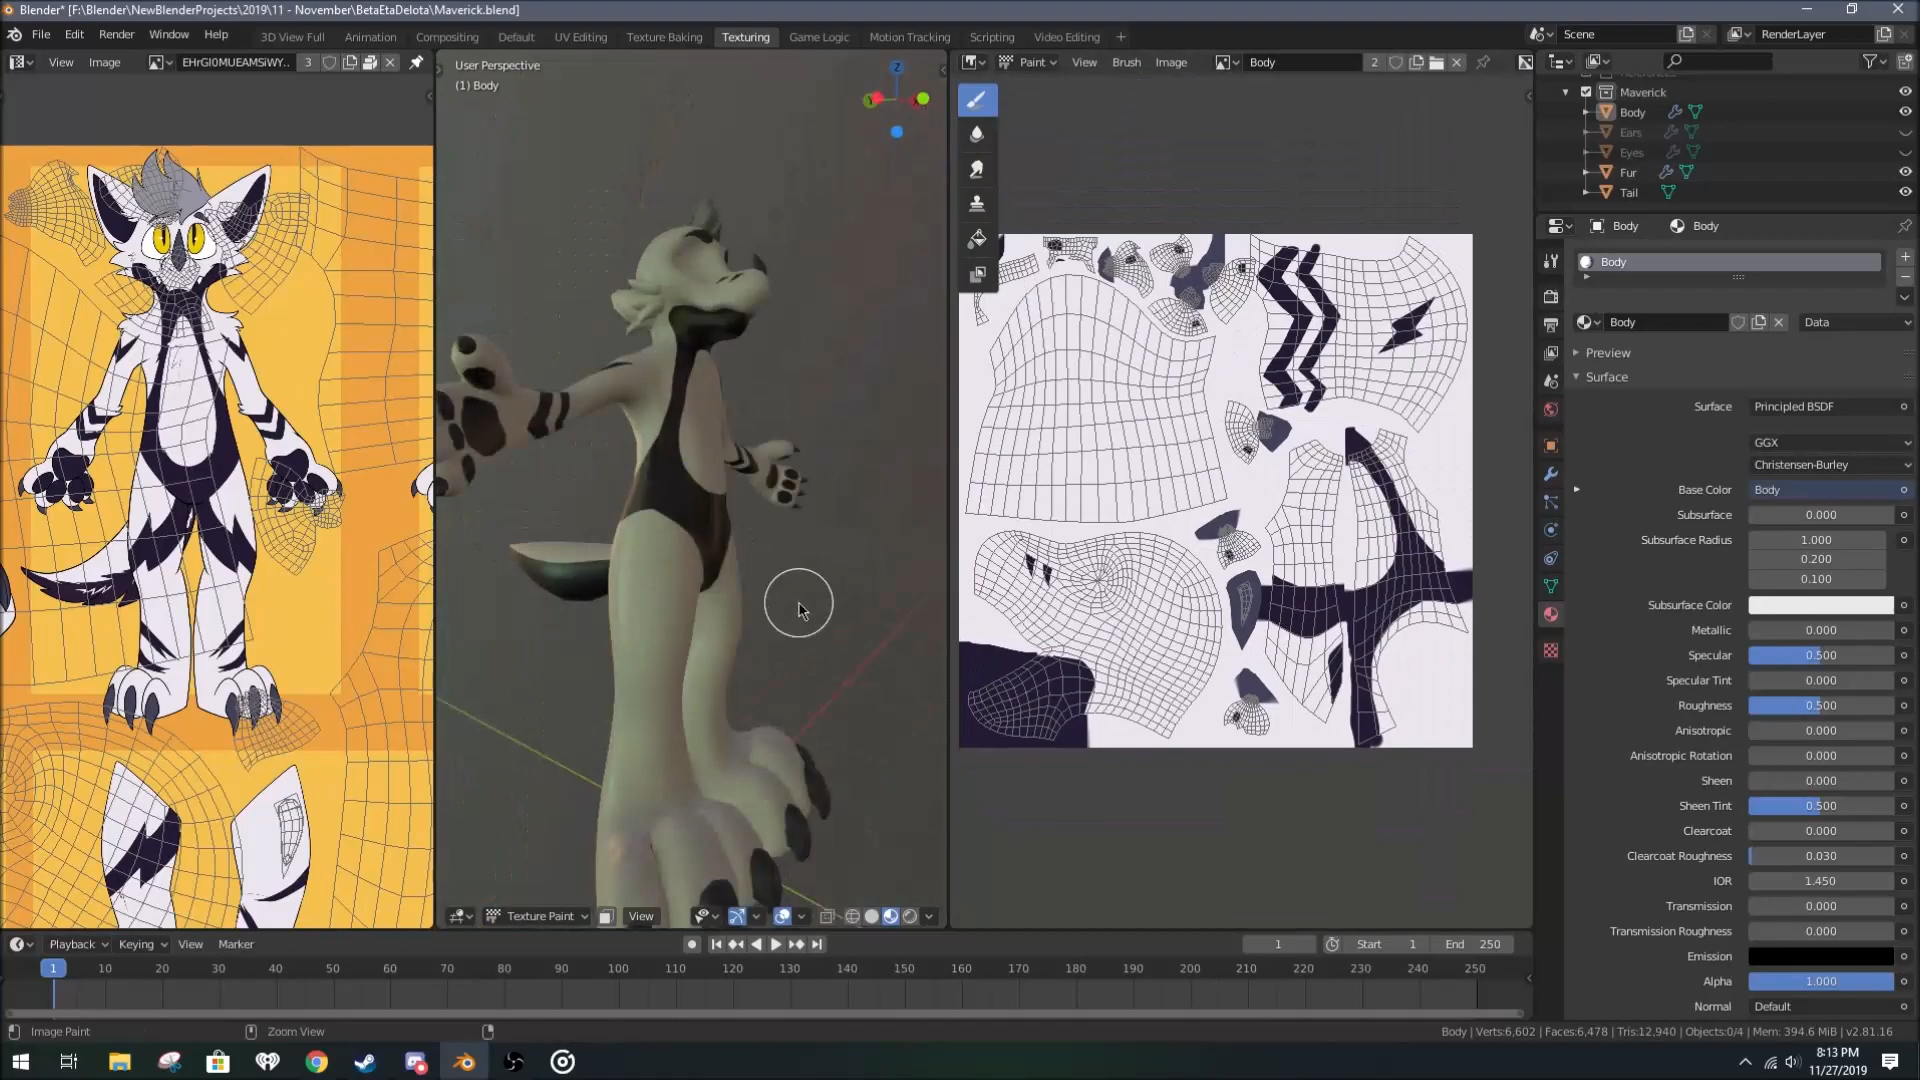 Blender* [F:\Blender\NewBlenderProjects\2019\11 - November\BetaEtaDelota\Maverick.blend]
File Edit Render Window Help
3D View Full Animation Compositing Default UV Editing Texture Baking Texturing Game Logic Motion Tracking Scripting Video Editing +
Scene
RenderLayer
View Image EHrGI0MUEAMSiWY.. 3
User Perspective
(1) Body
Z
Paint View Brush Image Body 2
Maverick
Body
Ears
Eyes
Fur
Tail
Body Body
Body
Body Data
Preview
Surface
Surface Principled BSDF
GGX
Christensen-Burley
Base Color Body
Subsurface 0.000
Subsurface Radius 1.000
0.200
0.100
Subsurface Color
Metallic 0.000
Specular 0.500
Specular Tint 0.000
Roughness 0.500
Anisotropic 0.000
Anisotropic Rotation 0.000
Sheen 0.000
Sheen Tint 0.500
Clearcoat 0.000
Clearcoat Roughness 0.030
IOR 1.450
Transmission 0.000
Transmission Roughness 0.000
Emission
Alpha 1.000
Normal Default
Texture Paint View
Playback Keying View Marker
1 Start 1 End 250
1 10 20 30 40 50 60 70 80 90 100 110 120 130 140 150 160 170 180 190 200 210 220 230 240 250
Image Paint Zoom View
Body | Verts:6,602 | Faces:6,478 | Tris:12,940 | Objects:0/4 | Mem: 394.6 MiB | v2.81.16
8:13 PM
11/27/2019